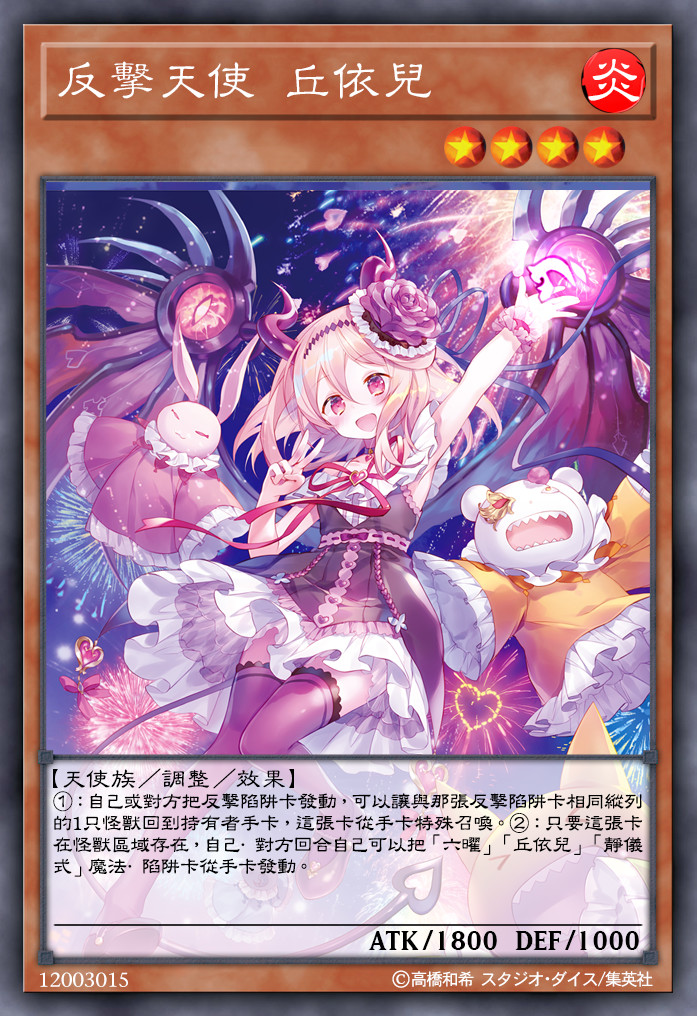 反擊天使 丘依兒
炎
【天使族／調整／效果】
①：自己或對方把反擊陷阱卡發動，可以讓與那張反擊陷阱卡相同縱列
的1只怪獸回到持有者手卡，這張卡從手卡特殊召喚。②：只要這張卡
在怪獸區域存在，自己· 對方回合自己可以把「六曜」「丘依兒」「靜儀
式」魔法· 陷阱卡從手卡發動。
ATK/1800 DEF/1000
12003015 ©高橋和希 スタジオ・ダイス/集英社